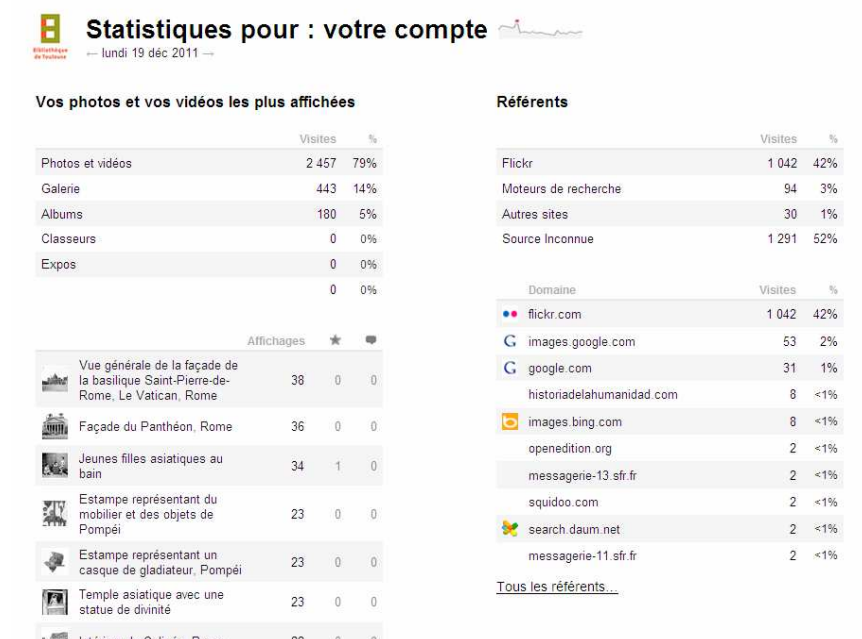 Statistiques pour : votre compte
Bibliothèque
de Toulouse
← lundi 19 déc 2011 →
Vos photos et vos vidéos les plus affichées
Visites %
Photos et vidéos 2 457 79%
Galerie 443 14%
Albums 180 5%
Classeurs 0 0%
Expos 0 0%
0 0%
Affichages
Vue générale de la façade de
la basilique Saint-Pierre-de-
Rome, Le Vatican, Rome
38 0 0
Façade du Panthéon, Rome 36 0 0
Jeunes filles asiatiques au
bain
34 1 0
Estampe représentant du
mobilier et des objets de
Pompéi
23 0 0
Estampe représentant un
casque de gladiateur, Pompéi
23 0 0
Temple asiatique avec une
statue de divinité
23 0 0
Référents
Visites %
Flickr 1 042 42%
Moteurs de recherche 94 3%
Autres sites 30 1%
Source Inconnue 1 291 52%
Domaine Visites %
flickr.com 1 042 42%
images.google.com 53 2%
google.com 31 1%
historiadelahumanidad.com 8 <1%
images.bing.com 8 <1%
openedition.org 2 <1%
messagerie-13.sfr.fr 2 <1%
squidoo.com 2 <1%
search.daum.net 2 <1%
messagerie-11.sfr.fr 2 <1%
Tous les référents...